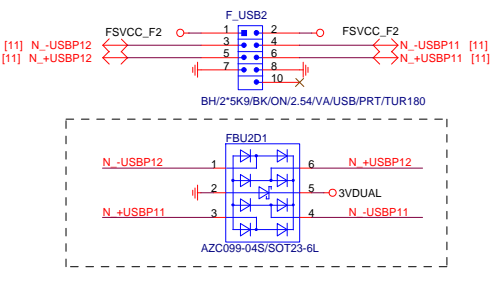 F_USB2
FSVCC_F2 1 2 FSVCC_F2
[11] N_-USBP12 3 4 N_-USBP11 [11]
[11] N_+USBP12 5 6 N_+USBP11 [11]
7 8
10
BH/2*5K9/BK/ON/2.54/VA/USB/PRT/TUR180
FBU2D1
N_-USBP12 1 6 N_+USBP12
2 5 3VDUAL
N_+USBP11 3 4 N_-USBP11
AZC099-04S/SOT23-6L